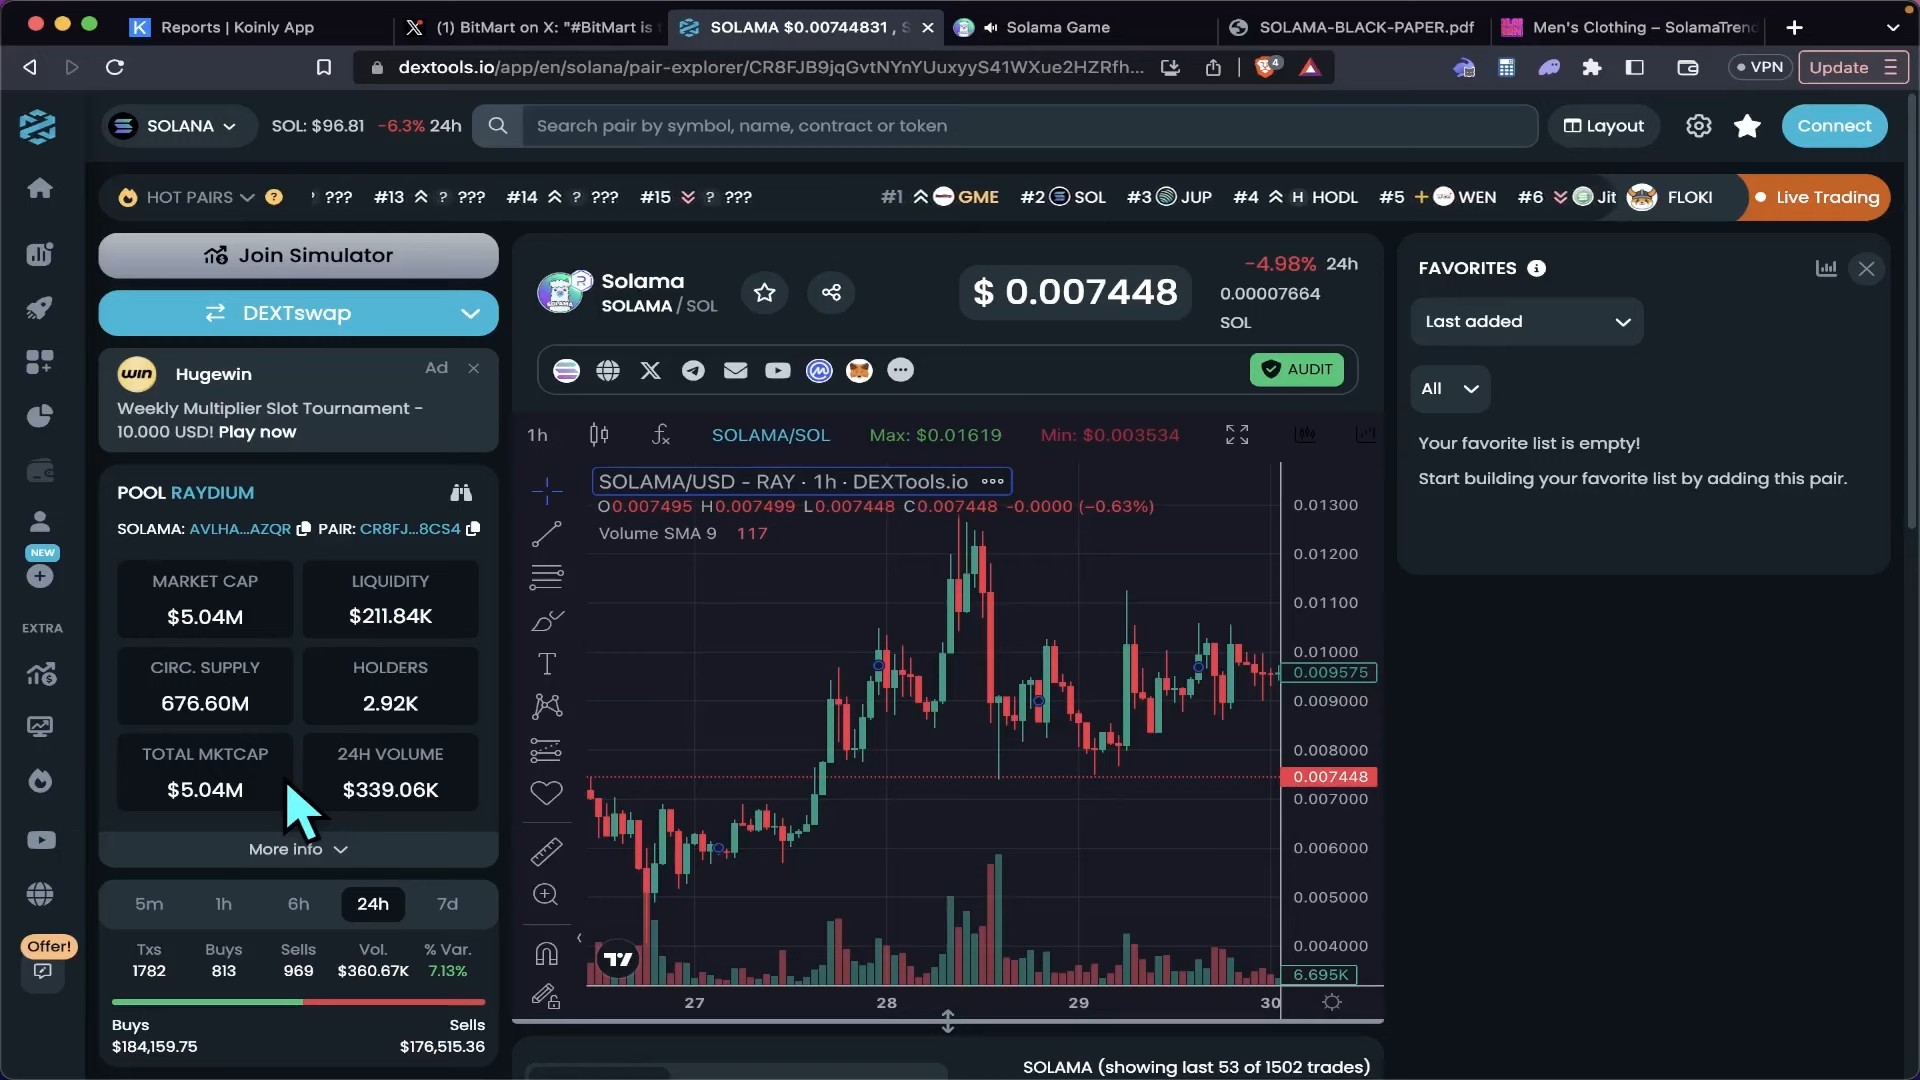 Reports | Koinly App
(1) BitMart on X: "#BitMart is
SOLAMA $0.00744831 , S
Solama Game
SOLAMA-BLACK-PAPER.pdf
Men's Clothing – SolamaTrend
dextools.io/app/en/solana/pair-explorer/CR8FJB9jqGvtNYnYUuxyyS41WXue2HZRfh...
4
VPN
Update
SOLANA
SOL: $96.81 -6.3% 24h
Search pair by symbol, name, contract or token
Layout
Connect
HOT PAIRS ? ??? #13 ? ??? #14 ? ??? #15 ? ??? #1 GME #2 SOL #3 JUP #4 H HODL #5 WEN #6 Jit FLOKI
Live Trading
Join Simulator
DEXTswap
WIN
Hugewin
Ad
Weekly Multiplier Slot Tournament -
10.000 USD! Play now
POOL RAYDIUM
SOLAMA: AVLHA...AZQR PAIR: CR8FJ...8CS4
MARKET CAP
$5.04M
LIQUIDITY
$211.84K
CIRC. SUPPLY
676.60M
HOLDERS
2.92K
TOTAL MKTCAP
$5.04M
24H VOLUME
$339.06K
More info
5m 1h 6h 24h 7d
Txs Buys Sells Vol. % Var.
1782 813 969 $360.67K 7.13%
Buys Sells
$184,159.75 $176,515.36
NEW
EXTRA
Offer!
Solama
SOLAMA / SOL
$ 0.007448
-4.98% 24h
0.00007664
SOL
AUDIT
1h
SOLAMA/SOL
Max: $0.01619
Min: $0.003534
SOLAMA/USD - RAY · 1h · DEXTools.io
O0.007495 H0.007499 L0.007448 C0.007448 -0.0000 (−0.63%)
Volume SMA 9 117
0.01300
0.01200
0.01100
0.01000
0.009575
0.009000
0.008000
0.007448
0.007000
0.006000
0.005000
0.004000
6.695K
27 28 29 30
SOLAMA (showing last 53 of 1502 trades)
FAVORITES
Last added
All
Your favorite list is empty!
Start building your favorite list by adding this pair.